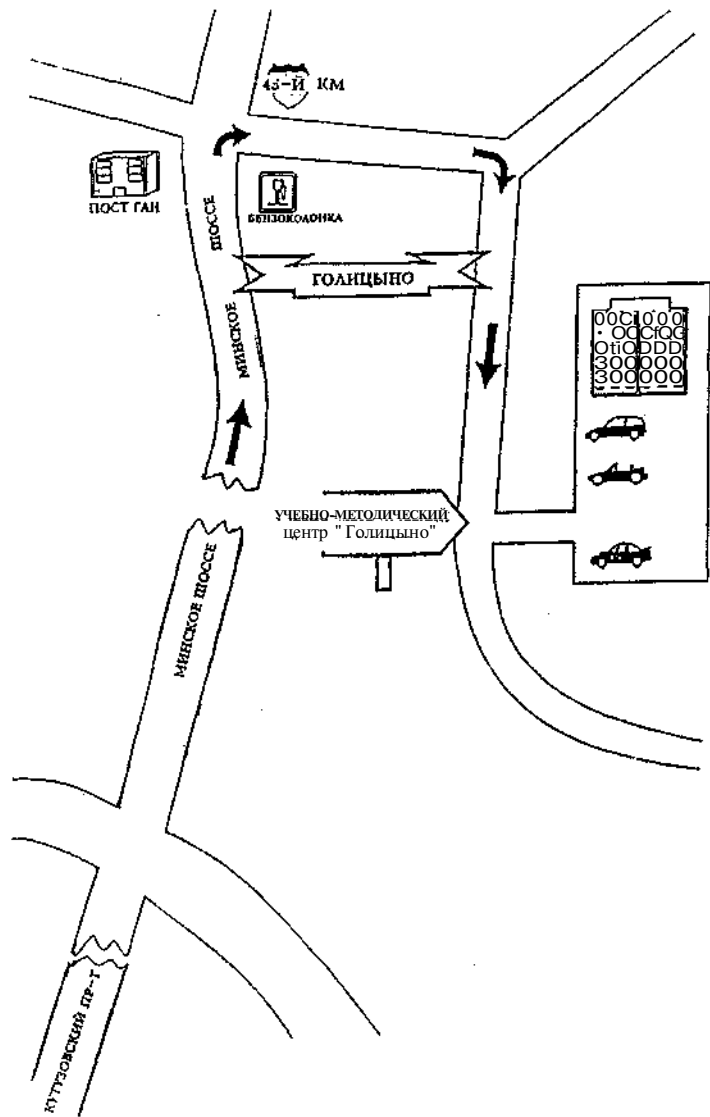 45-Й КМ
ПОСТ ГАИ
БЕНЗОКОЛОНКА
МИНСКОЕ ШОССЕ
ГОЛИЦЫНО
УЧЕБНО-МЕТОДИЧЕСКИЙ
центр "Голицыно"
МИНСКОЕ ШОССЕ
КУТУЗОВСКИЙ ПР-Т